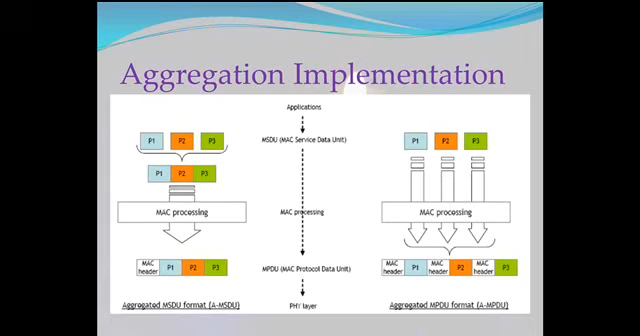 Aggregation Implementation
Applications
MSDU (MAC Service Data Unit)
P1 P2 P3
P1 P2 P3
MAC processing
MAC header P1 P2 P3
Aggregated MSDU format (A-MSDU)
MAC processing
MPDU (MAC Protocol Data Unit)
PHY layer
P1 P2 P3
MAC processing
MAC header P1 MAC header P2 MAC header P3
Aggregated MPDU format (A-MPDU)